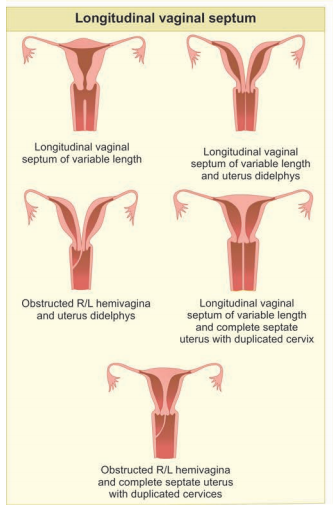 Longitudinal vaginal septum
Longitudinal vaginal
septum of variable length
Longitudinal vaginal
septum of variable length
and uterus didelphys
Obstructed R/L hemivagina
and uterus didelphys
Longitudinal vaginal
septum of variable length
and complete septate
uterus with duplicated cervix
Obstructed R/L hemivagina
and complete septate uterus
with duplicated cervices